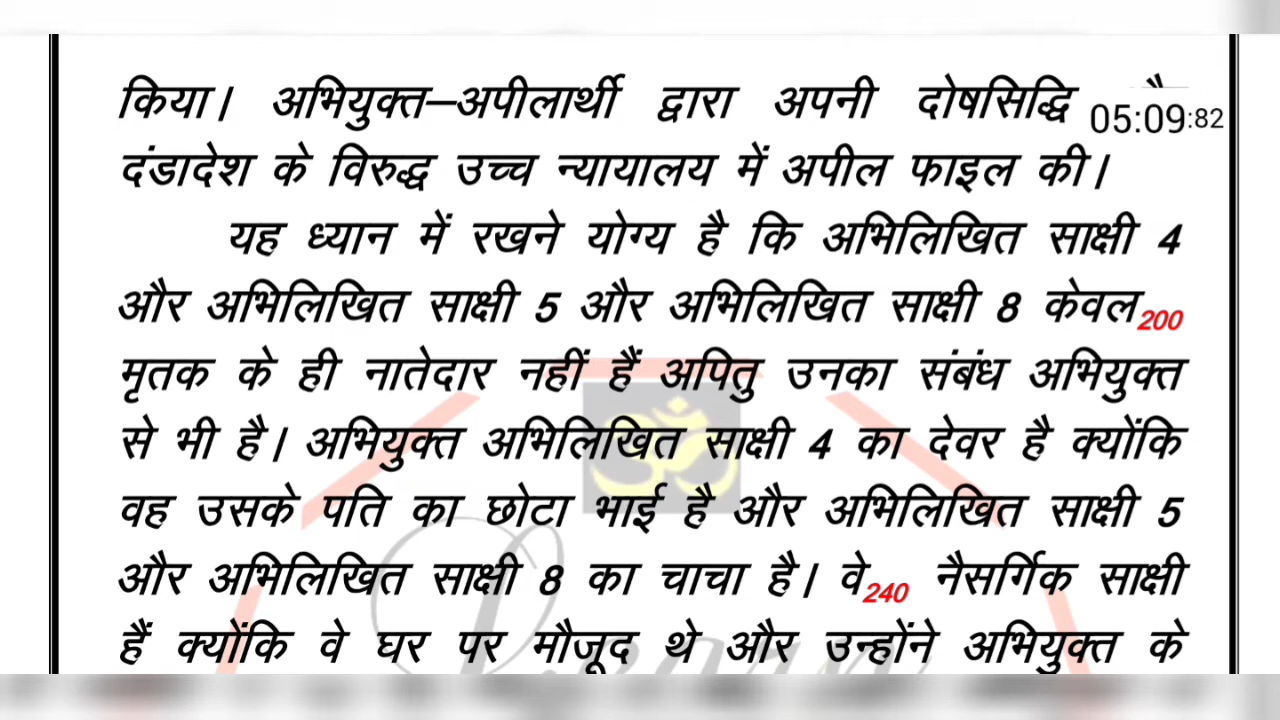 किया। अभियुक्त–अपीलार्थी द्वारा अपनी दोषसिद्धि
05:09:82
दंडादेश के विरुद्ध उच्च न्यायालय में अपील फाइल की।
यह ध्यान में रखने योग्य है कि अभिलिखित साक्षी 4
और अभिलिखित साक्षी 5 और अभिलिखित साक्षी 8 केवल200
मृतक के ही नातेदार नहीं हैं अपितु उनका संबंध अभियुक्त
से भी है। अभियुक्त अभिलिखित साक्षी 4 का देवर है क्योंकि
वह उसके पति का छोटा भाई है और अभिलिखित साक्षी 5
और अभिलिखित साक्षी 8 का चाचा है। वे240 नैसर्गिक साक्षी
हैं क्योंकि वे घर पर मौजूद थे और उन्होंने अभियुक्त के
ॐ